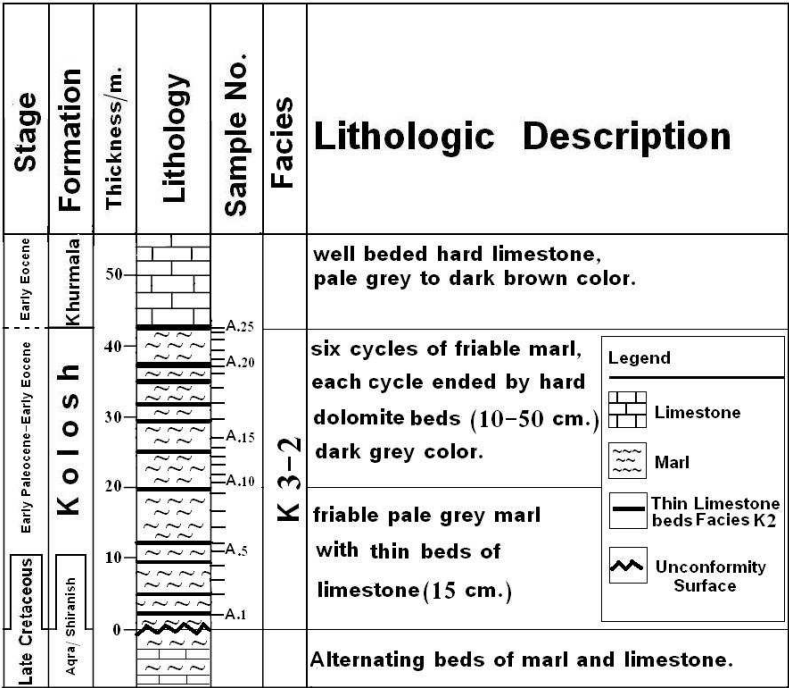 Stage
Formation
Thickness/m.
Lithology
Sample No.
Facies
Lithologic Description
Early Eocene
Khurmala
50
well beded hard limestone,
pale grey to dark brown color.
Early Paleocene-Early Eocene
Kolosh
40
30
20
10
0
A.25
A.20
A.15
A.10
A.5
A.1
K 3-2
six cycles of friable marl,
each cycle ended by hard
dolomite beds (10-50 cm.)
dark grey color.
friable pale grey marl
with thin beds of
limestone (15 cm.)
Legend
Limestone
Marl
Thin Limestone
beds Facies K2
Unconformity
Surface
Late Cretaceous
Aqra/ Shiranish
Alternating beds of marl and limestone.